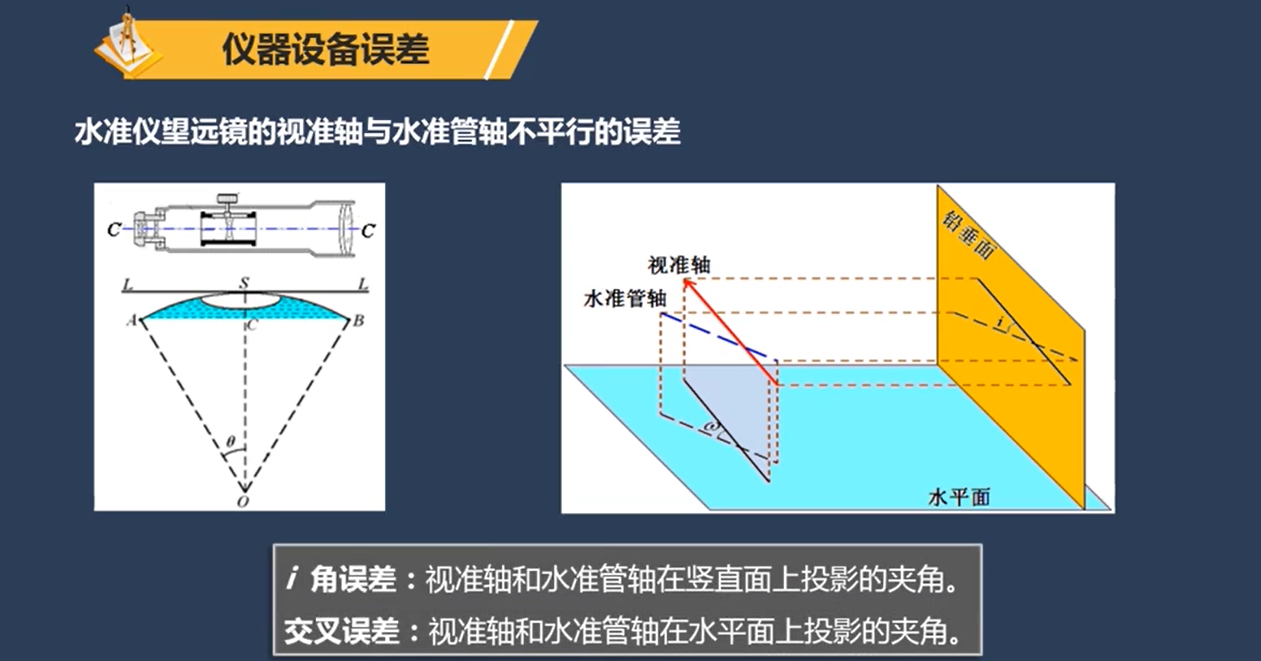 仪器设备误差
水准仪望远镜的视准轴与水准管轴不平行的误差
C C
L S L
A C B
θ
O
铅垂面
视准轴
水准管轴
i
ω
水平面
i 角误差：视准轴和水准管轴在竖直面上投影的夹角。
交叉误差：视准轴和水准管轴在水平面上投影的夹角。